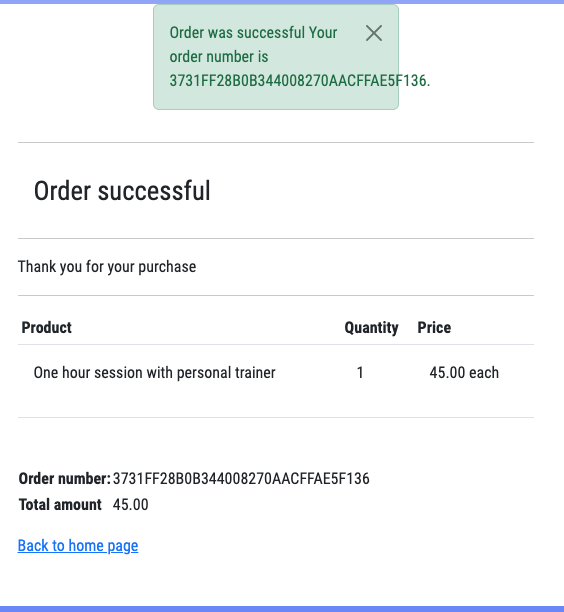 Order was successful Your
order number is
3731FF28B0B344008270AACFFAE5F136.
Order successful
Thank you for your purchase
Product Quantity Price
One hour session with personal trainer 1 45.00 each
Order number: 3731FF28B0B344008270AACFFAE5F136
Total amount 45.00
Back to home page